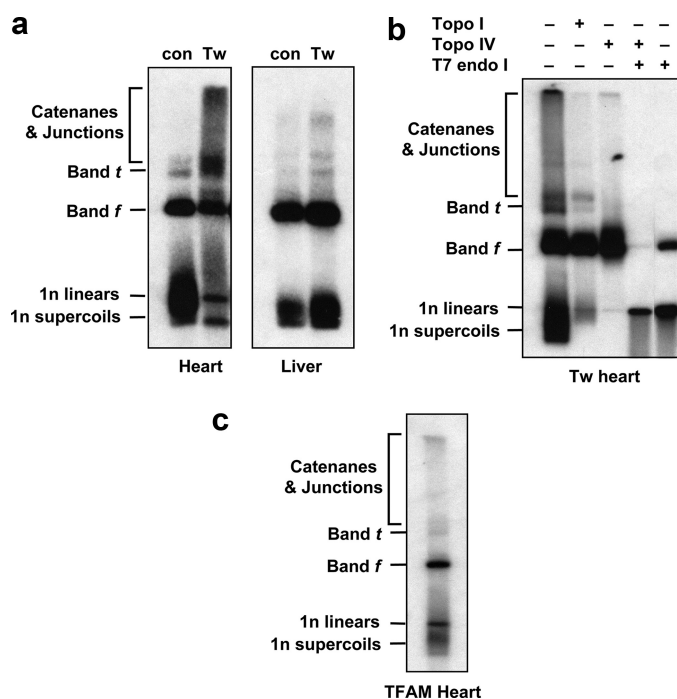 a
con Tw
Catenanes
& Junctions
Band t
Band f
1n linears
1n supercoils
Heart
Liver
b
Topo I – + – – –
Topo IV – – + + –
T7 endo I – – – + +
Catenanes
& Junctions
Band t
Band f
1n linears
1n supercoils
Tw heart
con Tw
c
Catenanes
& Junctions
Band t
Band f
1n linears
1n supercoils
TFAM Heart